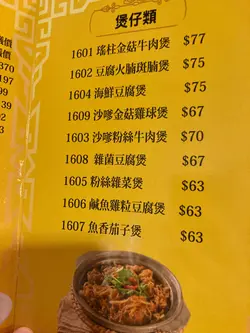 煲仔類
1601 瑤柱金菇牛肉煲 $77
1602 豆腐火腩斑腩煲 $75
1604 海鮮豆腐煲 $75
1609 沙嗲金菇雞球煲 $67
1603 沙嗲粉絲牛肉煲 $70
1608 雜菌豆腐煲 $67
1605 粉絲雜菜煲 $63
1606 鹹魚雞粒豆腐煲 $63
1607 魚香茄子煲 $63
價
370
197